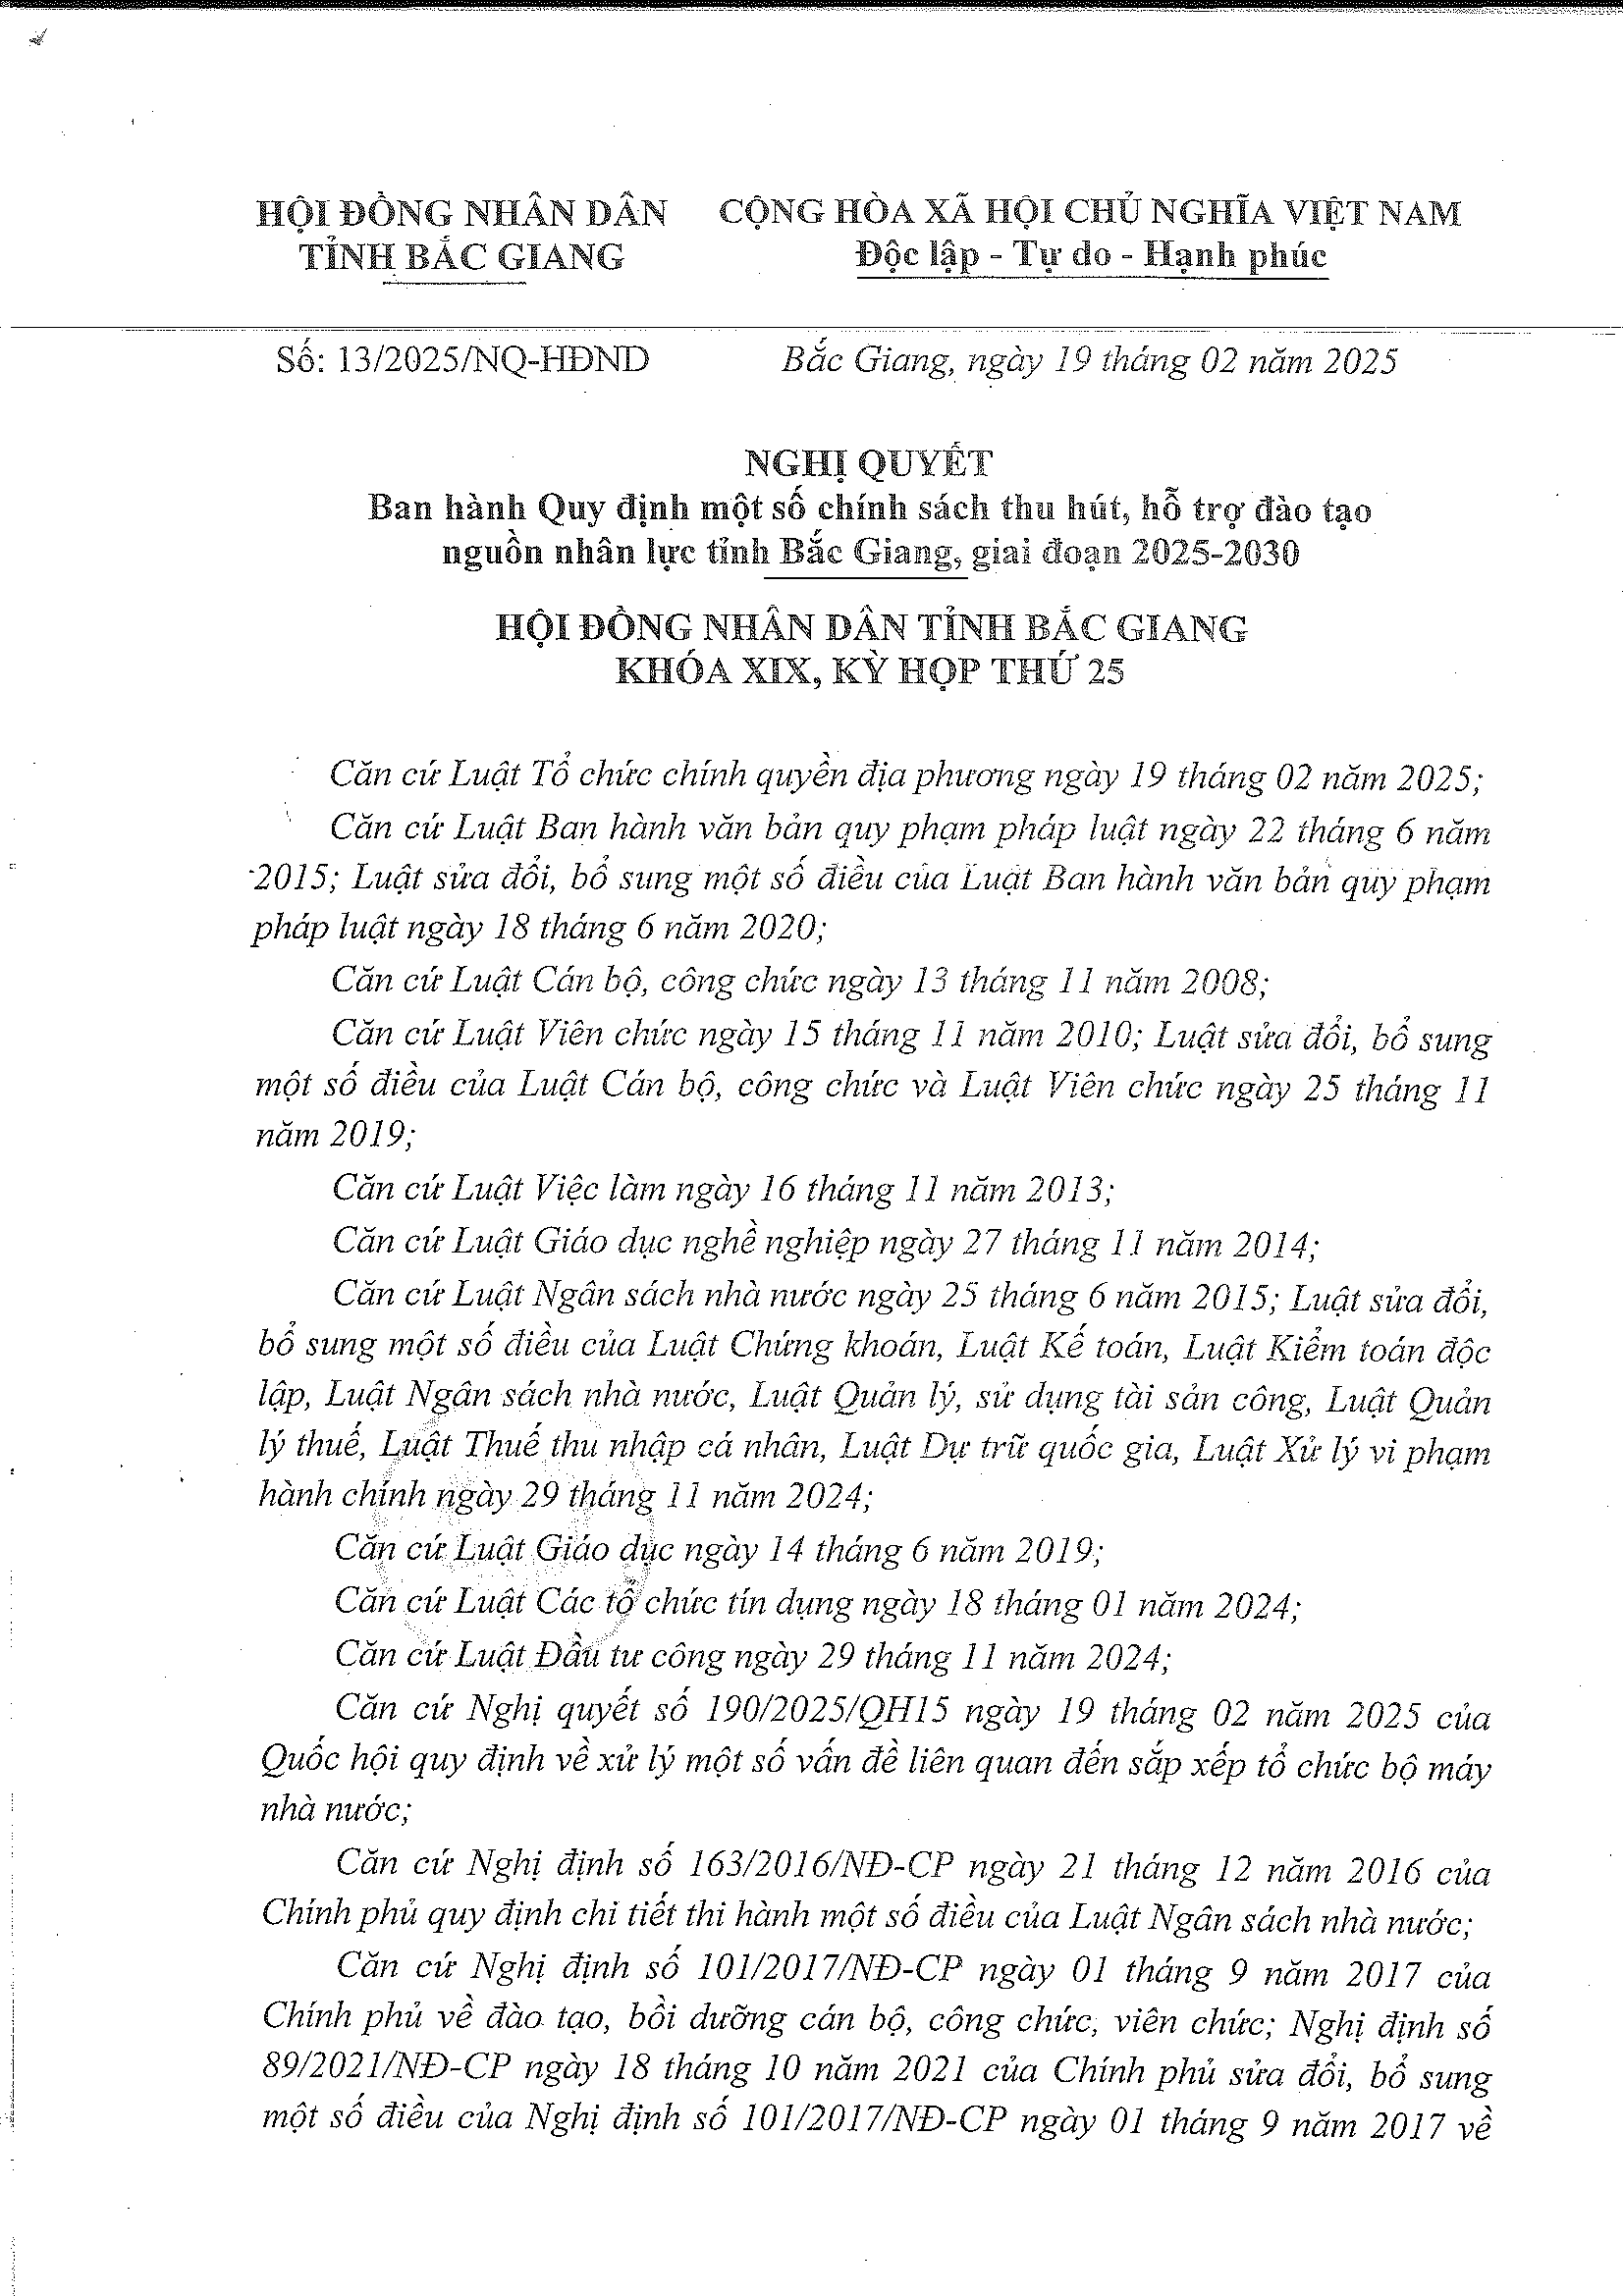 HỘI ĐỒNG NHÂN DÂN
TỈNH BẮC GIANG
CỘNG HÒA XÃ HỘI CHỦ NGHĨA VIỆT NAM
Độc lập - Tự do - Hạnh phúc
Số: 13/2025/NQ-HĐND
Bắc Giang, ngày 19 tháng 02 năm 2025
NGHỊ QUYẾT
Ban hành Quy định một số chính sách thu hút, hỗ trợ đào tạo
nguồn nhân lực tỉnh Bắc Giang, giai đoạn 2025-2030
HỘI ĐỒNG NHÂN DÂN TỈNH BẮC GIANG
KHÓA XIX, KỲ HỌP THỨ 25
Căn cứ Luật Tổ chức chính quyền địa phương ngày 19 tháng 02 năm 2025;
Căn cứ Luật Ban hành văn bản quy phạm pháp luật ngày 22 tháng 6 năm
2015; Luật sửa đổi, bổ sung một số điều của Luật Ban hành văn bản quy phạm
pháp luật ngày 18 tháng 6 năm 2020;
Căn cứ Luật Cán bộ, công chức ngày 13 tháng 11 năm 2008;
Căn cứ Luật Viên chức ngày 15 tháng 11 năm 2010; Luật sửa đổi, bổ sung
một số điều của Luật Cán bộ, công chức và Luật Viên chức ngày 25 tháng 11
năm 2019;
Căn cứ Luật Việc làm ngày 16 tháng 11 năm 2013;
Căn cứ Luật Giáo dục nghề nghiệp ngày 27 tháng 11 năm 2014;
Căn cứ Luật Ngân sách nhà nước ngày 25 tháng 6 năm 2015; Luật sửa đổi,
bổ sung một số điều của Luật Chứng khoán, Luật Kế toán, Luật Kiểm toán độc
lập, Luật Ngân sách nhà nước, Luật Quản lý, sử dụng tài sản công, Luật Quản
lý thuế, Luật Thuế thu nhập cá nhân, Luật Dự trữ quốc gia, Luật Xử lý vi phạm
hành chính ngày 29 tháng 11 năm 2024;
Căn cứ Luật Giáo dục ngày 14 tháng 6 năm 2019;
Căn cứ Luật Các tổ chức tín dụng ngày 18 tháng 01 năm 2024;
Căn cứ Luật Đầu tư công ngày 29 tháng 11 năm 2024;
Căn cứ Nghị quyết số 190/2025/QH15 ngày 19 tháng 02 năm 2025 của
Quốc hội quy định về xử lý một số vấn đề liên quan đến sắp xếp tổ chức bộ máy
nhà nước;
Căn cứ Nghị định số 163/2016/NĐ-CP ngày 21 tháng 12 năm 2016 của
Chính phủ quy định chi tiết thi hành một số điều của Luật Ngân sách nhà nước;
Căn cứ Nghị định số 101/2017/NĐ-CP ngày 01 tháng 9 năm 2017 của
Chính phủ về đào tạo, bồi dưỡng cán bộ, công chức, viên chức; Nghị định số
89/2021/NĐ-CP ngày 18 tháng 10 năm 2021 của Chính phủ sửa đổi, bổ sung
một số điều của Nghị định số 101/2017/NĐ-CP ngày 01 tháng 9 năm 2017 về